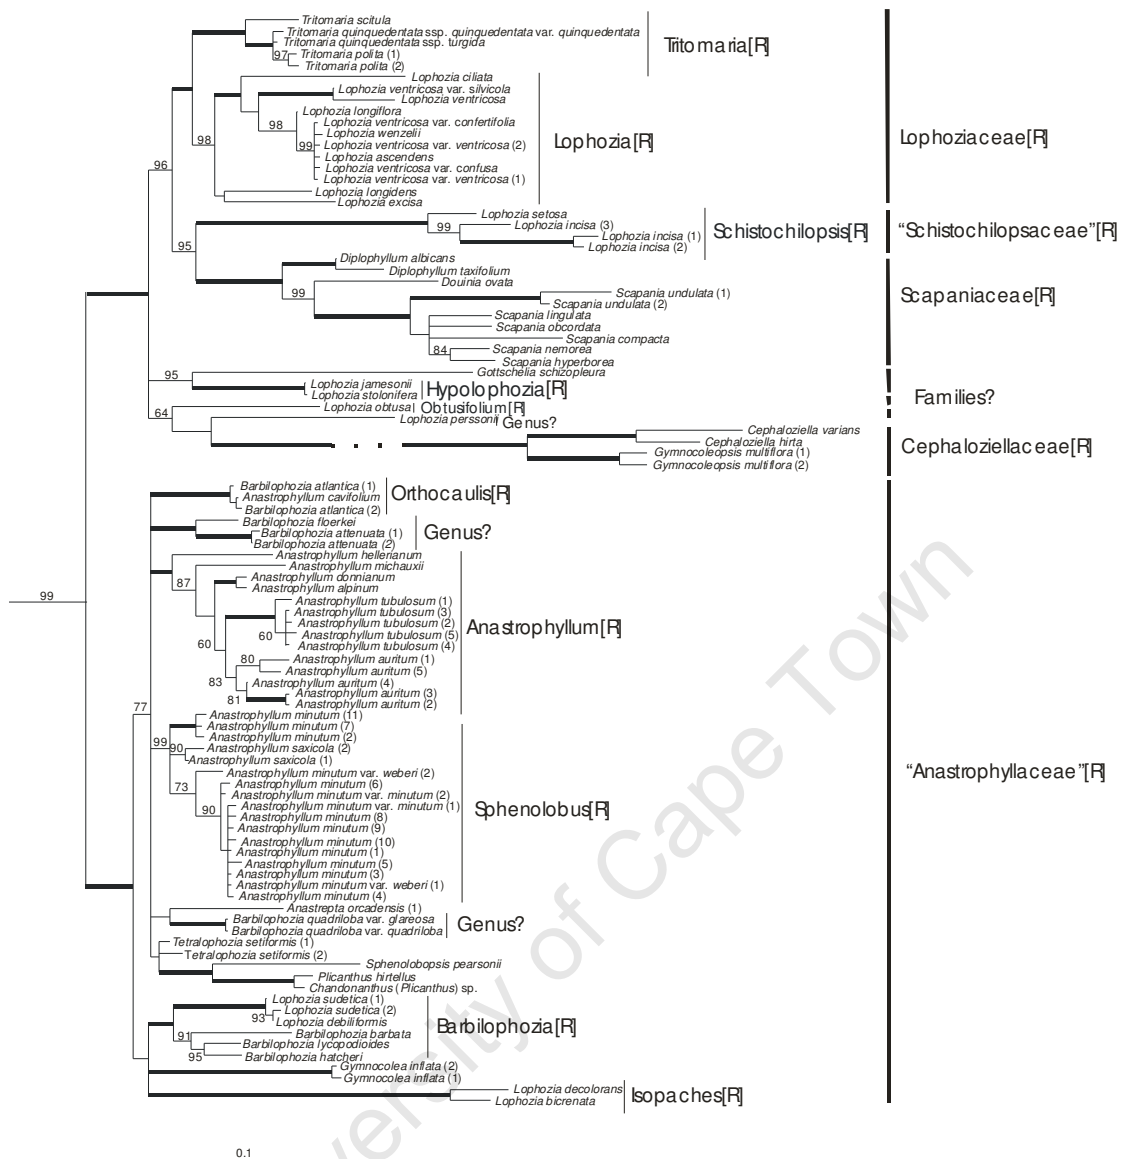 Tritomaria scitula
Tritomaria quinquedentata ssp. quinquedentata var. quinquedentata
Tritomaria quinquedentata ssp. turgida
97
Tritomaria polita (1)
Tritomaria polita (2)
Tritomaria[R]
Lophozia ciliata
Lophozia ventricosa var. silvicola
Lophozia ventricosa
Lophozia longiflora
98
Lophozia ventricosa var. confertifolia
Lophozia wenzelii
98
99
Lophozia ventricosa var. ventricosa (2)
Lophozia ascendens
Lophozia ventricosa var. confusa
Lophozia ventricosa var. ventricosa (1)
Lophozia longidens
Lophozia excisa
Lophozia[R]
Lophoziaceae[R]
96
Lophozia setosa
99
Lophozia incisa (3)
Lophozia incisa (1)
Lophozia incisa (2)
Schistochilopsis[R]
“Schistochilopsaceae”[R]
95
Diplophyllum albicans
Diplophyllum taxifolium
Douinia ovata
99
Scapania undulata (1)
Scapania undulata (2)
Scapania lingulata
Scapania obcordata
Scapania compacta
84
Scapania nemorea
Scapania hyperborea
Scapaniaceae[R]
95
Gottschelia schizopleura
Lophozia jamesonii
Lophozia stolonifera
Hypolophozia[R]
Families?
64
Lophozia obtusa
Obtusifolium[R]
Lophozia perssonii
Genus?
Cephaloziella varians
Cephaloziella hirta
Gymnocoleopsis multiflora (1)
Gymnocoleopsis multiflora (2)
Cephaloziellaceae[R]
Barbilophozia atlantica (1)
Anastrophyllum cavifolium
Barbilophozia atlantica (2)
Orthocaulis[R]
Barbilophozia floerkei
Barbilophozia attenuata (1)
Barbilophozia attenuata (2)
Genus?
Anastrophyllum hellerianum
87
Anastrophyllum michauxii
Anastrophyllum donnianum
Anastrophyllum alpinum
99
Anastrophyllum tubulosum (1)
Anastrophyllum tubulosum (3)
Anastrophyllum tubulosum (2)
60
Anastrophyllum tubulosum (5)
60
Anastrophyllum tubulosum (4)
80
Anastrophyllum auritum (1)
Anastrophyllum auritum (5)
83
Anastrophyllum auritum (4)
81
Anastrophyllum auritum (3)
Anastrophyllum auritum (2)
Anastrophyllum[R]
77
Anastrophyllum minutum (11)
Anastrophyllum minutum (7)
Anastrophyllum minutum (2)
99
90
Anastrophyllum saxicola (2)
Anastrophyllum saxicola (1)
73
Anastrophyllum minutum var. weberi (2)
Anastrophyllum minutum (6)
Anastrophyllum minutum var. minutum (2)
90
Anastrophyllum minutum var. minutum (1)
Anastrophyllum minutum (8)
Anastrophyllum minutum (9)
Anastrophyllum minutum (10)
Anastrophyllum minutum (1)
Anastrophyllum minutum (5)
Anastrophyllum minutum (3)
Anastrophyllum minutum var. weberi (1)
Anastrophyllum minutum (4)
Sphenolobus[R]
“Anastrophyllaceae”[R]
Anastrepta orcadensis (1)
Barbilophozia quadriloba var. glareosa
Barbilophozia quadriloba var. quadriloba
Genus?
Tetralophozia setiformis (1)
Tetralophozia setiformis (2)
Sphenolobopsis pearsonii
Plicanthus hirtellus
Chandonanthus (Plicanthus) sp.
Lophozia sudetica (1)
93
Lophozia sudetica (2)
Lophozia debiliformis
91
Barbilophozia barbata
95
Barbilophozia lycopodioides
Barbilophozia hatcheri
Barbilophozia[R]
Gymnocolea inflata (2)
Gymnocolea inflata (1)
Lophozia decolorans
Lophozia bicrenata
Isopaches[R]
0.1
versity of Cape Town